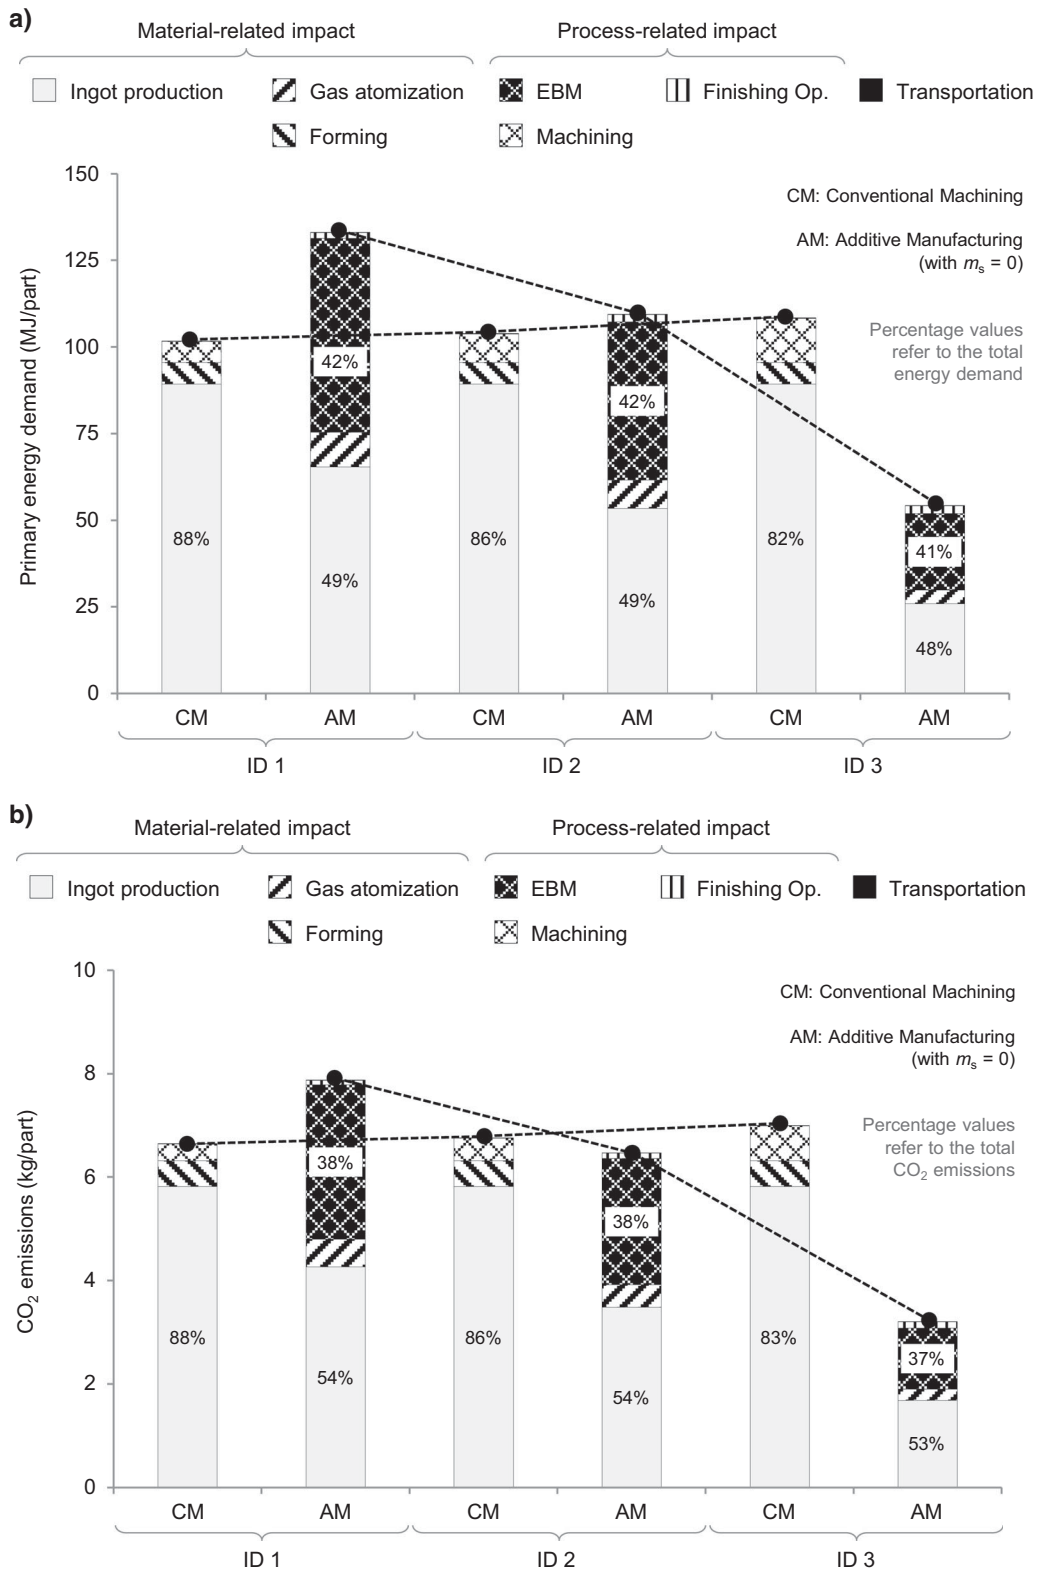 a)
Material-related impact Process-related impact
Ingot production Gas atomization EBM Finishing Op. Transportation
Forming Machining
150
125
100
75
50
25
0
Primary energy demand (MJ/part)
CM: Conventional Machining
AM: Additive Manufacturing
(with mₛ = 0)
Percentage values
refer to the total
energy demand
42%
42%
88% 86% 82%
41%
49%
49%
48%
CM AM CM AM CM AM
ID 1 ID 2 ID 3
b)
Material-related impact Process-related impact
Ingot production Gas atomization EBM Finishing Op. Transportation
Forming Machining
10
8
6
4
2
0
CO₂ emissions (kg/part)
CM: Conventional Machining
AM: Additive Manufacturing
(with mₛ = 0)
Percentage values
refer to the total
CO₂ emissions
38%
38%
88% 86% 83%
37%
54%
54%
53%
CM AM CM AM CM AM
ID 1 ID 2 ID 3